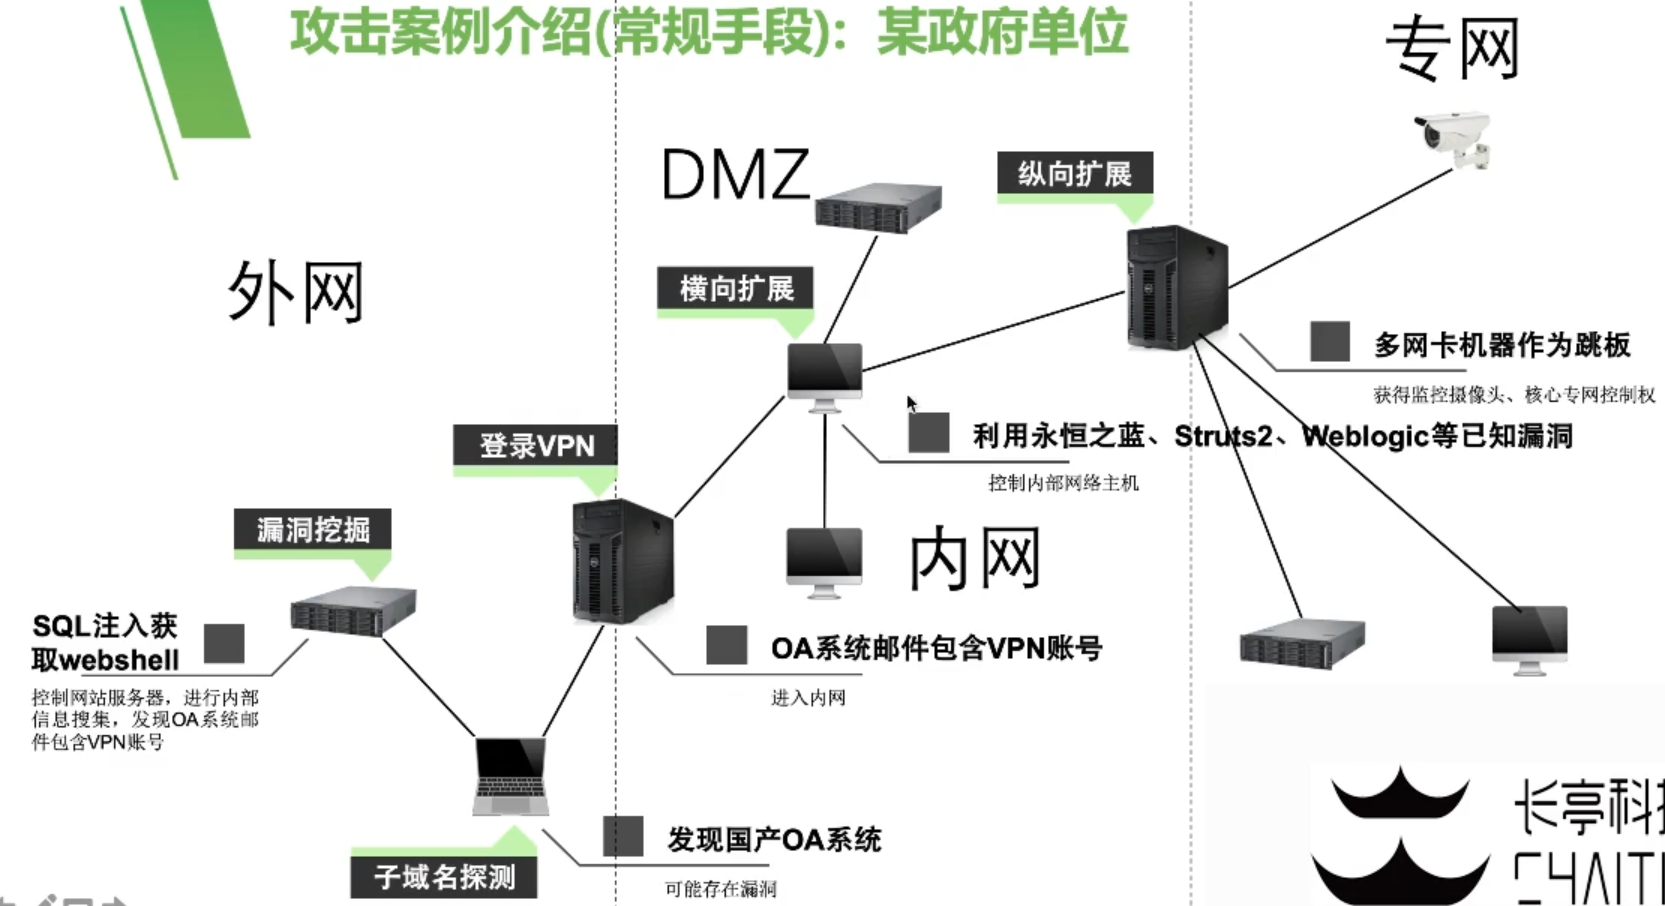 攻击案例介绍(常规手段)：某政府单位
专网
DMZ
纵向扩展
外网
横向扩展
多网卡机器作为跳板
获得监控摄像头、核心专网控制权
登录VPN
利用永恒之蓝、Struts2、Weblogic等已知漏洞
控制内部网络主机
漏洞挖掘
内网
SQL注入获
取webshell
控制网站服务器，进行内部
信息搜集，发现OA系统邮
件包含VPN账号
OA系统邮件包含VPN账号
进入内网
发现国产OA系统
可能存在漏洞
子域名探测
长亭科
CHAIT